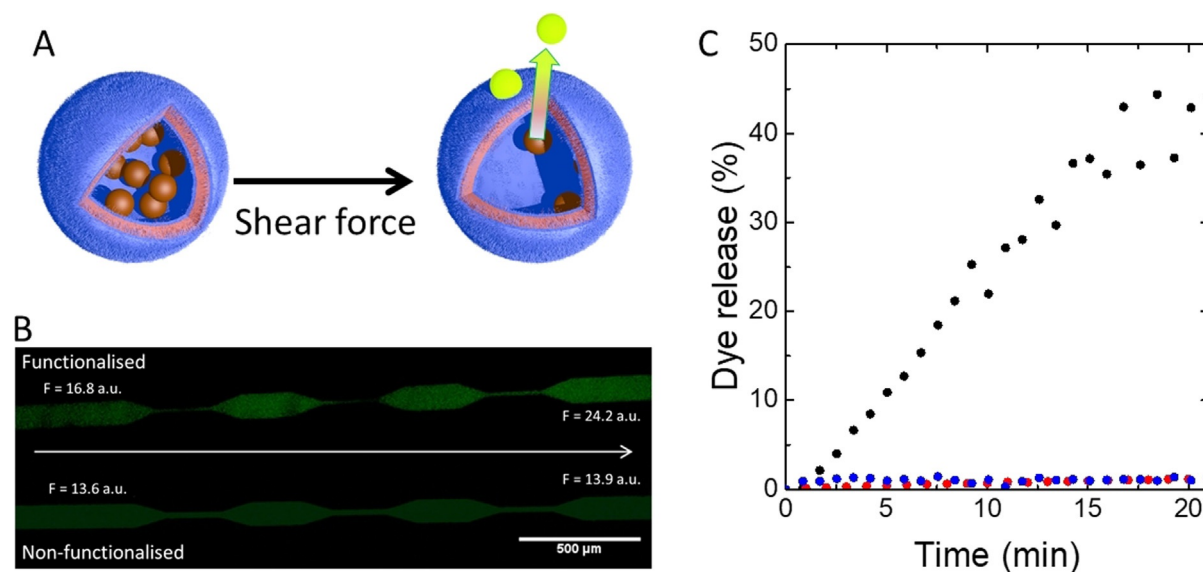 A
Shear force
B
Functionalised
F = 16.8 a.u.
F = 24.2 a.u.
F = 13.6 a.u.
F = 13.9 a.u.
Non-functionalised
500 µm
C
Dye release (%)
50
40
30
20
10
0
0 5 10 15 20
Time (min)